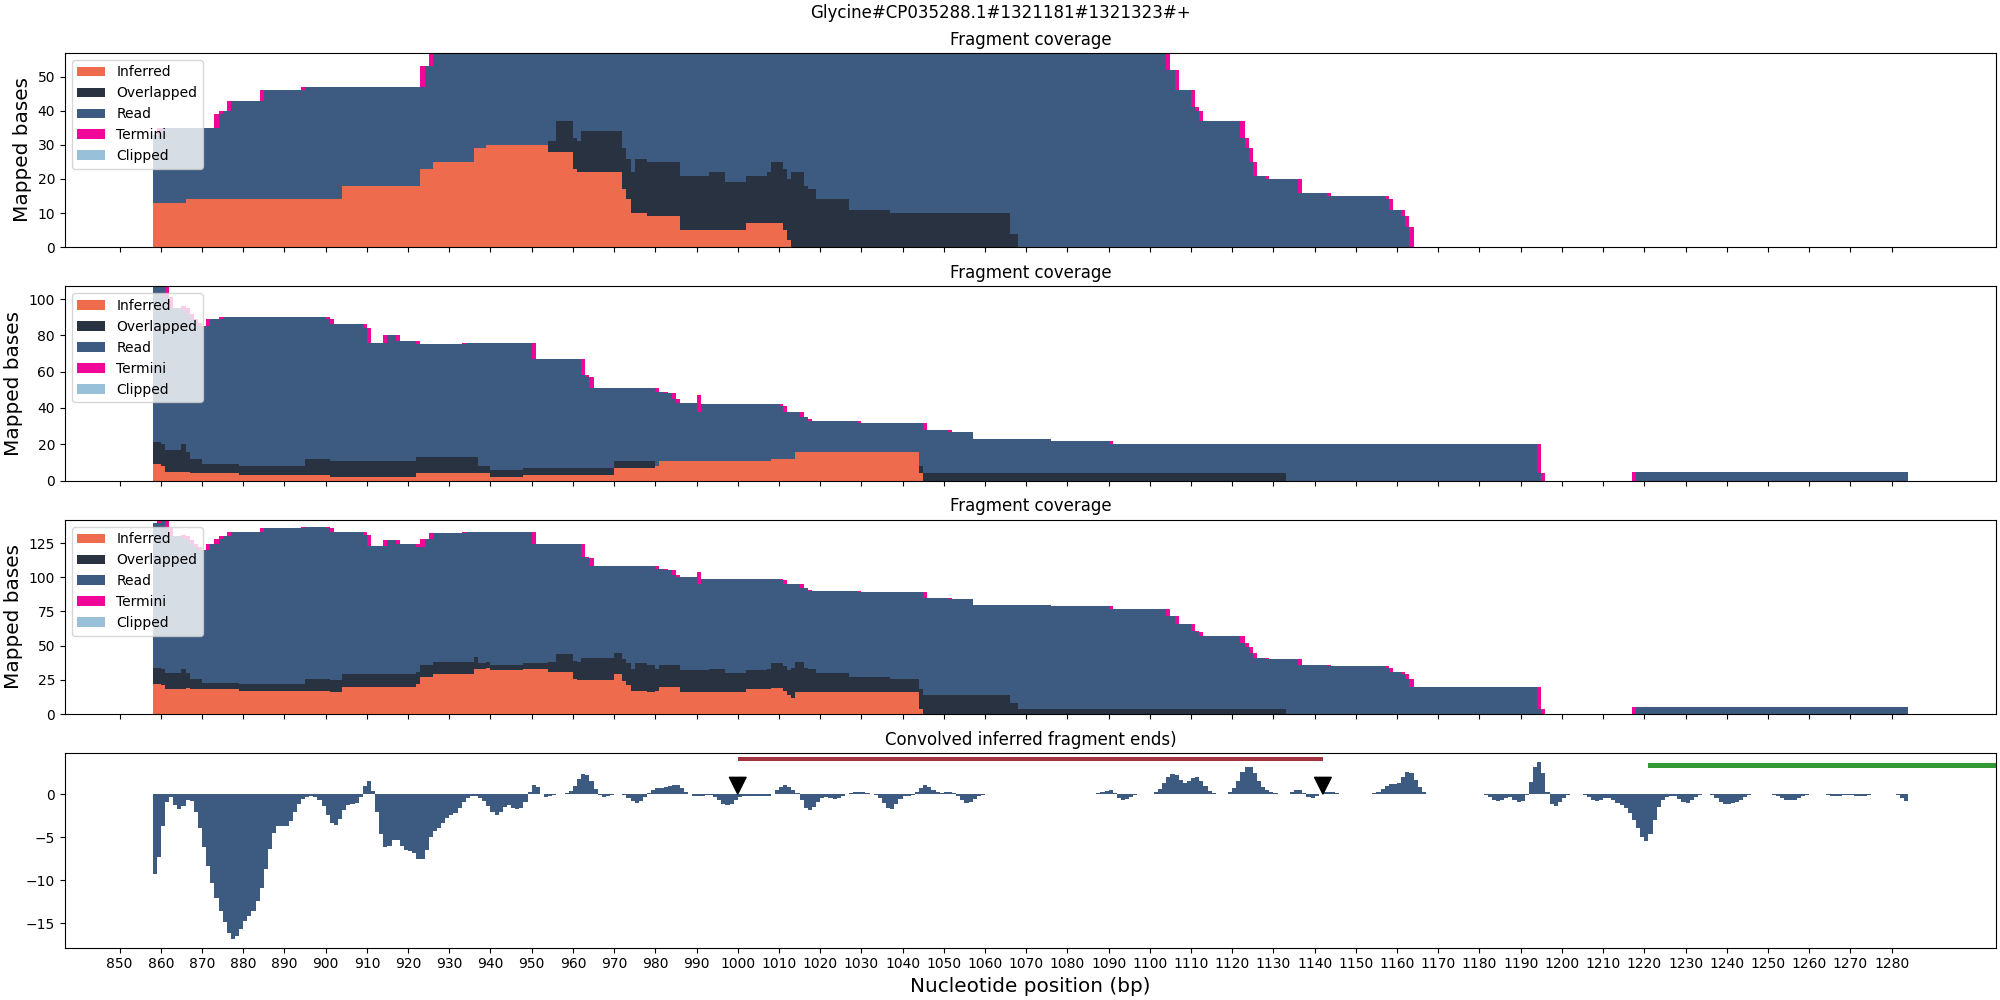 Glycine#CP035288.1#1321181#1321323#+
Fragment coverage
Mapped bases
50
40
30
20
10
0
Inferred
Overlapped
Read
Termini
Clipped
Fragment coverage
Mapped bases
100
80
60
40
20
0
Inferred
Overlapped
Read
Termini
Clipped
Fragment coverage
Mapped bases
125
100
75
50
25
0
Inferred
Overlapped
Read
Termini
Clipped
Convolved inferred fragment ends)
0
−5
−10
−15
850 860 870 880 890 900 910 920 930 940 950 960 970 980 990 1000 1010 1020 1030 1040 1050 1060 1070 1080 1090 1100 1110 1120 1130 1140 1150 1160 1170 1180 1190 1200 1210 1220 1230 1240 1250 1260 1270 1280
Nucleotide position (bp)